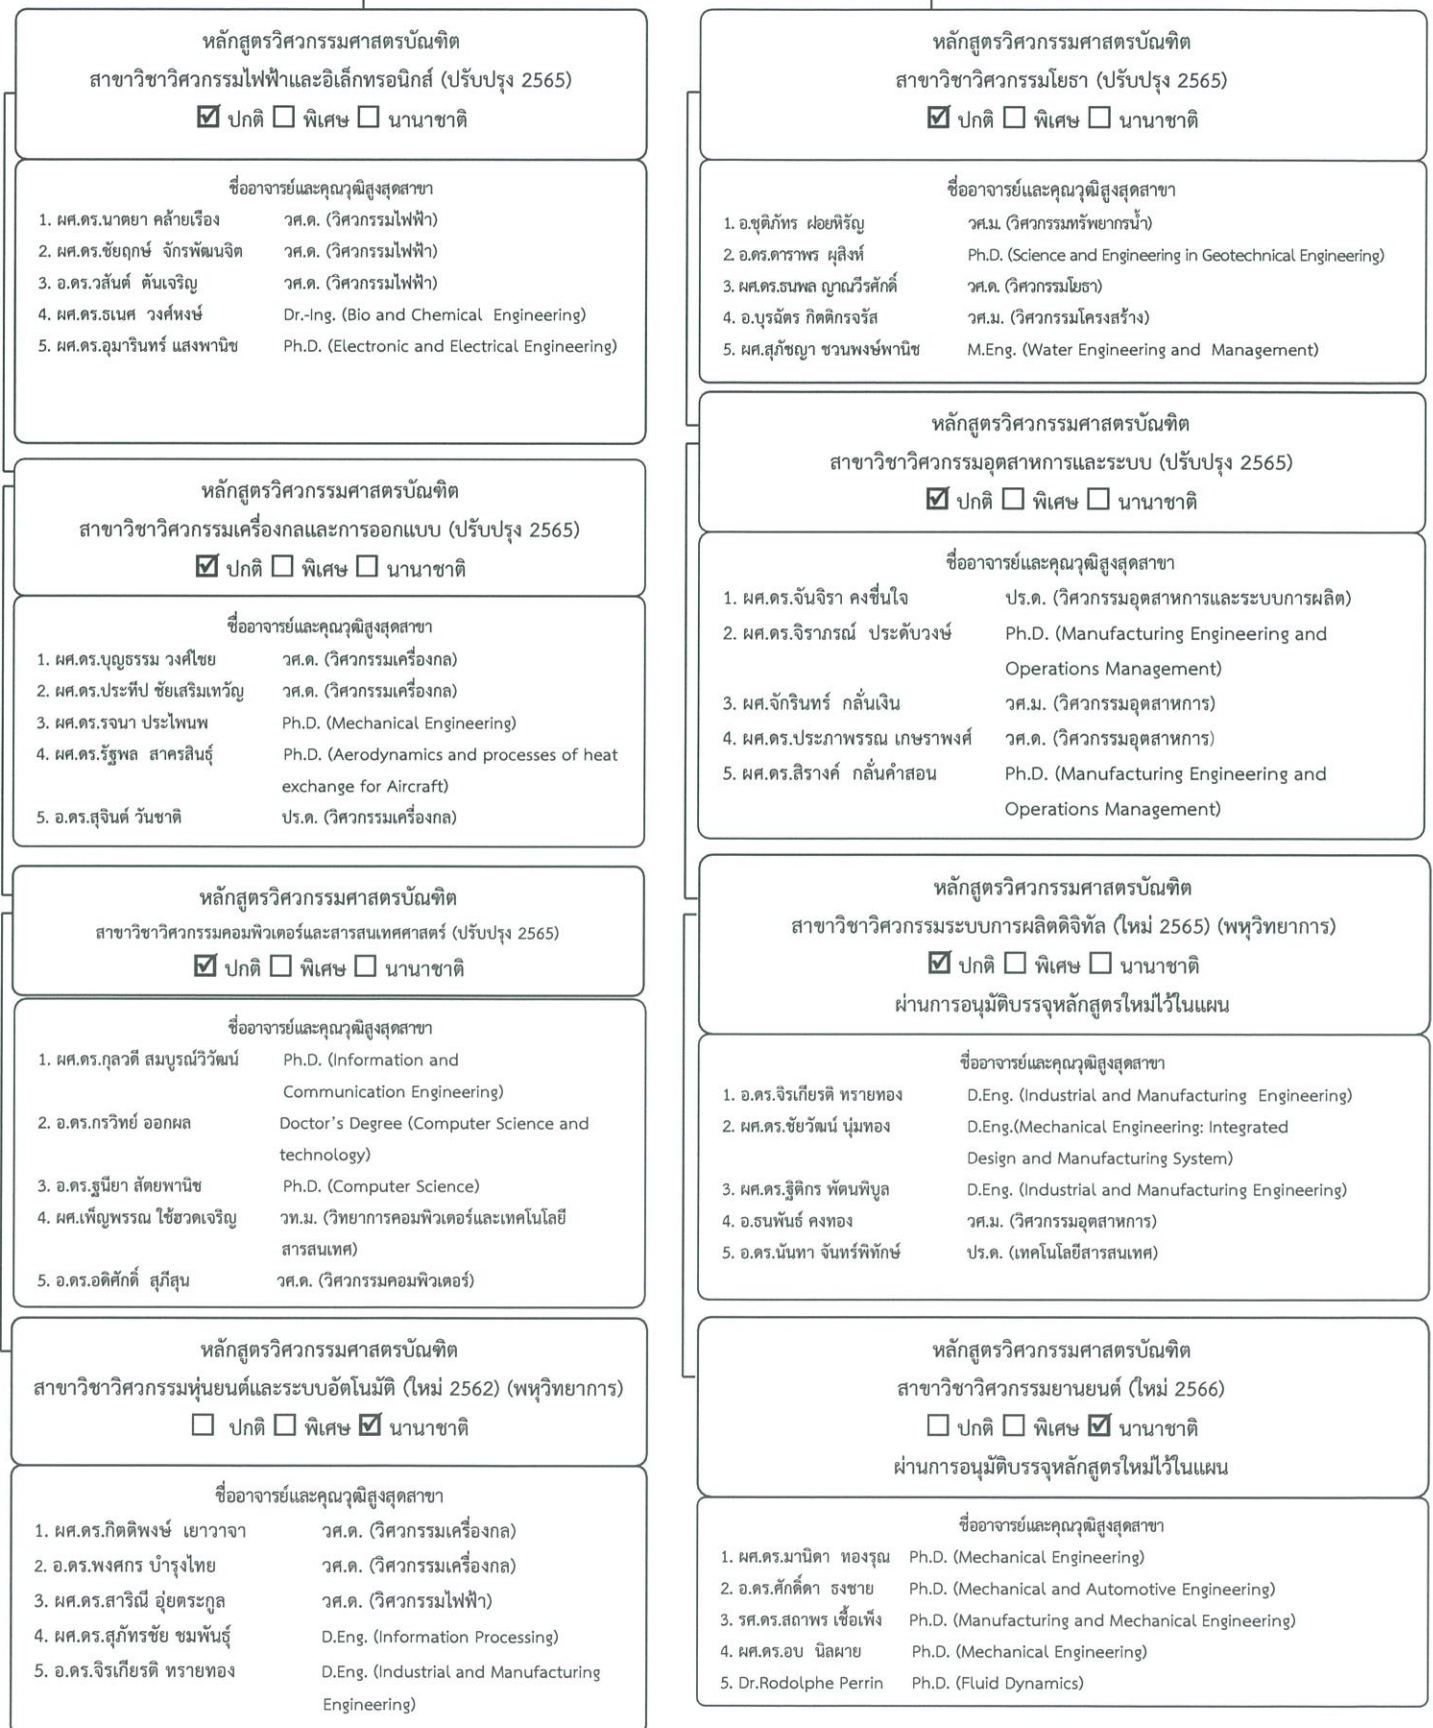 หลักสูตรวิศวกรรมศาสตรบัณฑิต
สาขาวิชาวิศวกรรมไฟฟ้าและอิเล็กทรอนิกส์ (ปรับปรุง 2565)
☑ ปกติ ☐ พิเศษ ☐ นานาชาติ
ชื่ออาจารย์และคุณวุฒิสูงสุดสาขา
1. ผศ.ดร.นาตยา คล้ายเรือง วศ.ด. (วิศวกรรมไฟฟ้า)
2. ผศ.ดร.ชัยฤกษ์ จักรพัฒนจิต วศ.ด. (วิศวกรรมไฟฟ้า)
3. อ.ดร.วสันต์ ตันเจริญ วศ.ด. (วิศวกรรมไฟฟ้า)
4. ผศ.ดร.ธเนศ วงศ์หงษ์ Dr.-Ing. (Bio and Chemical Engineering)
5. ผศ.ดร.อุมารินทร์ แสงพานิช Ph.D. (Electronic and Electrical Engineering)
หลักสูตรวิศวกรรมศาสตรบัณฑิต
สาขาวิชาวิศวกรรมเครื่องกลและการออกแบบ (ปรับปรุง 2565)
☑ ปกติ ☐ พิเศษ ☐ นานาชาติ
ชื่ออาจารย์และคุณวุฒิสูงสุดสาขา
1. ผศ.ดร.บุญธรรม วงศ์ไชย วศ.ด. (วิศวกรรมเครื่องกล)
2. ผศ.ดร.ประทีป ชัยเสริมเทวัญ วศ.ด. (วิศวกรรมเครื่องกล)
3. ผศ.ดร.รจนา ประไพนพ Ph.D. (Mechanical Engineering)
4. ผศ.ดร.รัฐพล สาครสินธุ์ Ph.D. (Aerodynamics and processes of heat
exchange for Aircraft)
5. อ.ดร.สุจินต์ วันชาติ ปร.ด. (วิศวกรรมเครื่องกล)
หลักสูตรวิศวกรรมศาสตรบัณฑิต
สาขาวิชาวิศวกรรมคอมพิวเตอร์และสารสนเทศศาสตร์ (ปรับปรุง 2565)
☑ ปกติ ☐ พิเศษ ☐ นานาชาติ
ชื่ออาจารย์และคุณวุฒิสูงสุดสาขา
1. ผศ.ดร.กุลวดี สมบูรณ์วิวัฒน์ Ph.D. (Information and
Communication Engineering)
2. อ.ดร.กรวิทย์ ออกผล Doctor's Degree (Computer Science and
technology)
3. อ.ดร.ฐนียา สัตยพานิช Ph.D. (Computer Science)
4. ผศ.เพ็ญพรรณ ใช้ฮวดเจริญ วท.ม. (วิทยาการคอมพิวเตอร์และเทคโนโลยี
สารสนเทศ)
5. อ.ดร.อดิศักดิ์ สุภีสุน วศ.ด. (วิศวกรรมคอมพิวเตอร์)
หลักสูตรวิศวกรรมศาสตรบัณฑิต
สาขาวิชาวิศวกรรมหุ่นยนต์และระบบอัตโนมัติ (ใหม่ 2562) (พหุวิทยาการ)
☐ ปกติ ☐ พิเศษ ☑ นานาชาติ
ชื่ออาจารย์และคุณวุฒิสูงสุดสาขา
1. ผศ.ดร.กิตติพงษ์ เยาวาจา วศ.ด. (วิศวกรรมเครื่องกล)
2. อ.ดร.พงศกร บำรุงไทย วศ.ด. (วิศวกรรมเครื่องกล)
3. ผศ.ดร.สาริณี อุ่ยตระกูล วศ.ด. (วิศวกรรมไฟฟ้า)
4. ผศ.ดร.สุภัทรชัย ชมพันธุ์ D.Eng. (Information Processing)
5. อ.ดร.จิรเกียรติ ทรายทอง D.Eng. (Industrial and Manufacturing
Engineering)
หลักสูตรวิศวกรรมศาสตรบัณฑิต
สาขาวิชาวิศวกรรมโยธา (ปรับปรุง 2565)
☑ ปกติ ☐ พิเศษ ☐ นานาชาติ
ชื่ออาจารย์และคุณวุฒิสูงสุดสาขา
1. อ.ชุติภัทร ฝอยหิรัญ วศ.ม. (วิศวกรรมทรัพยากรน้ำ)
2. อ.ดร.ดาราพร ผุสิงห์ Ph.D. (Science and Engineering in Geotechnical Engineering)
3. ผศ.ดร.ธนพล ญาณวีรศักดิ์ วศ.ด. (วิศวกรรมโยธา)
4. อ.บุรฉัตร กิตติกรจรัส วศ.ม. (วิศวกรรมโครงสร้าง)
5. ผศ.สุภัชญา ชวนพงษ์พานิช M.Eng. (Water Engineering and Management)
หลักสูตรวิศวกรรมศาสตรบัณฑิต
สาขาวิชาวิศวกรรมอุตสาหการและระบบ (ปรับปรุง 2565)
☑ ปกติ ☐ พิเศษ ☐ นานาชาติ
ชื่ออาจารย์และคุณวุฒิสูงสุดสาขา
1. ผศ.ดร.จันจิรา คงชื่นใจ ปร.ด. (วิศวกรรมอุตสาหการและระบบการผลิต)
2. ผศ.ดร.จิราภรณ์ ประดับวงษ์ Ph.D. (Manufacturing Engineering and
Operations Management)
3. ผศ.จักรินทร์ กลั่นเงิน วศ.ม. (วิศวกรรมอุตสาหการ)
4. ผศ.ดร.ประภาพรรณ เกษราพงศ์ วศ.ด. (วิศวกรรมอุตสาหการ)
5. ผศ.ดร.สิรางค์ กลั่นคำสอน Ph.D. (Manufacturing Engineering and
Operations Management)
หลักสูตรวิศวกรรมศาสตรบัณฑิต
สาขาวิชาวิศวกรรมระบบการผลิตดิจิทัล (ใหม่ 2565) (พหุวิทยาการ)
☑ ปกติ ☐ พิเศษ ☐ นานาชาติ
ผ่านการอนุมัติบรรจุหลักสูตรใหม่ไว้ในแผน
ชื่ออาจารย์และคุณวุฒิสูงสุดสาขา
1. อ.ดร.จิรเกียรติ ทรายทอง D.Eng. (Industrial and Manufacturing Engineering)
2. ผศ.ดร.ชัยวัฒน์ นุ่มทอง D.Eng.(Mechanical Engineering: Integrated
Design and Manufacturing System)
3. ผศ.ดร.ฐิติกร พัตนพิบูล D.Eng. (Industrial and Manufacturing Engineering)
4. อ.ธนพันธ์ คงทอง วศ.ม. (วิศวกรรมอุตสาหการ)
5. อ.ดร.นันทา จันทร์พิทักษ์ ปร.ด. (เทคโนโลยีสารสนเทศ)
หลักสูตรวิศวกรรมศาสตรบัณฑิต
สาขาวิชาวิศวกรรมยานยนต์ (ใหม่ 2566)
☐ ปกติ ☐ พิเศษ ☑ นานาชาติ
ผ่านการอนุมัติบรรจุหลักสูตรใหม่ไว้ในแผน
ชื่ออาจารย์และคุณวุฒิสูงสุดสาขา
1. ผศ.ดร.มานิดา ทองรุณ Ph.D. (Mechanical Engineering)
2. อ.ดร.ศักดิ์ดา ธงชาย Ph.D. (Mechanical and Automotive Engineering)
3. รศ.ดร.สถาพร เชื้อเพ็ง Ph.D. (Manufacturing and Mechanical Engineering)
4. ผศ.ดร.อบ นิลผาย Ph.D. (Mechanical Engineering)
5. Dr.Rodolphe Perrin Ph.D. (Fluid Dynamics)